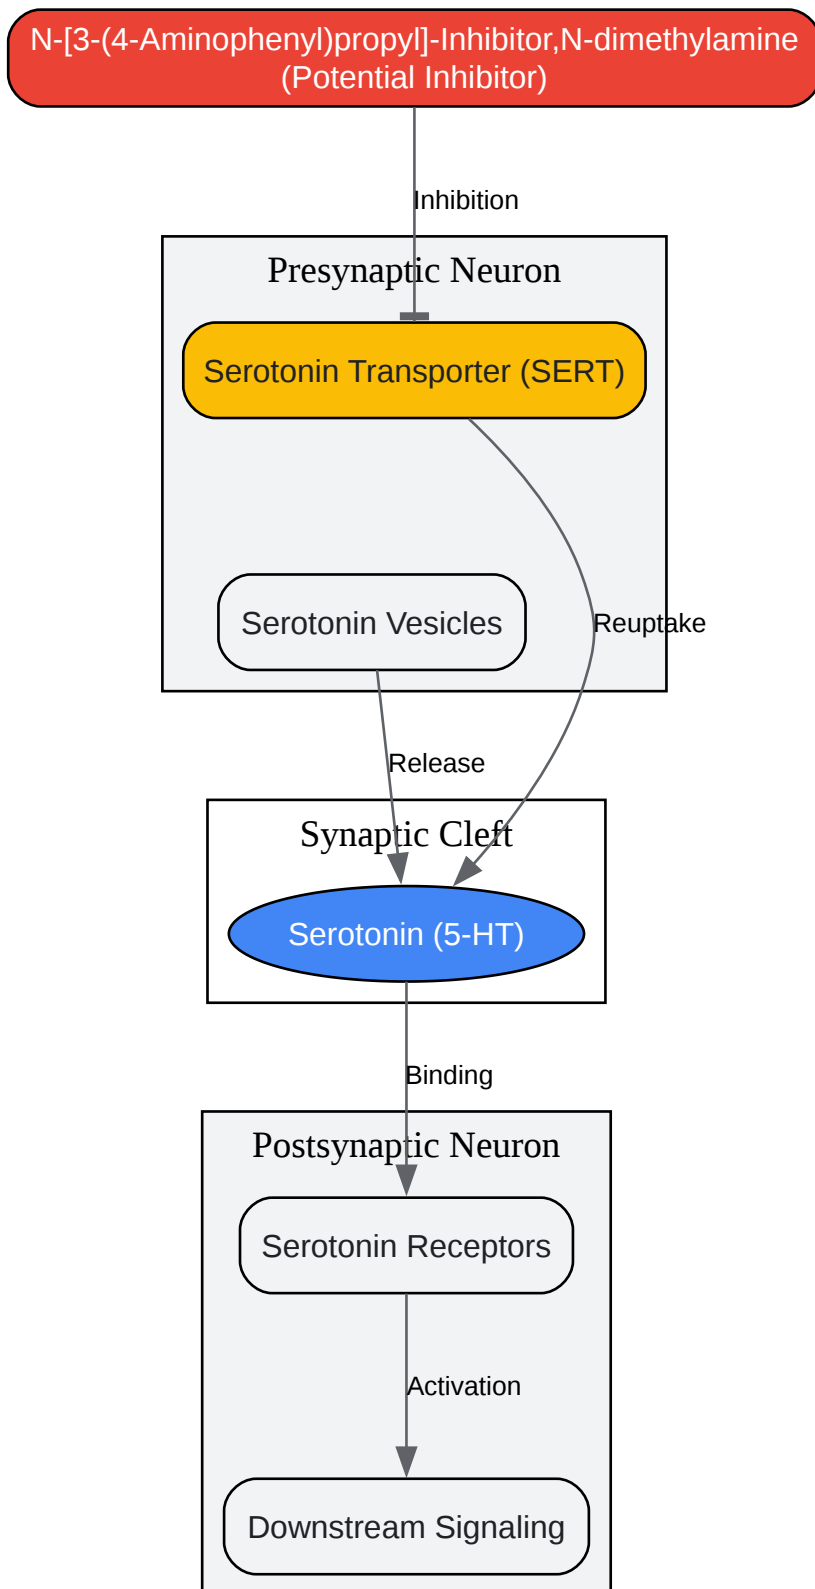 N-[3-(4-Aminophenyl)propyl]-Inhibitor,N-dimethylamine
(Potential Inhibitor)
Inhibition
Presynaptic Neuron
Serotonin Transporter (SERT)
Serotonin Vesicles
Reuptake
Release
Synaptic Cleft
Serotonin (5-HT)
Binding
Postsynaptic Neuron
Serotonin Receptors
Activation
Downstream Signaling